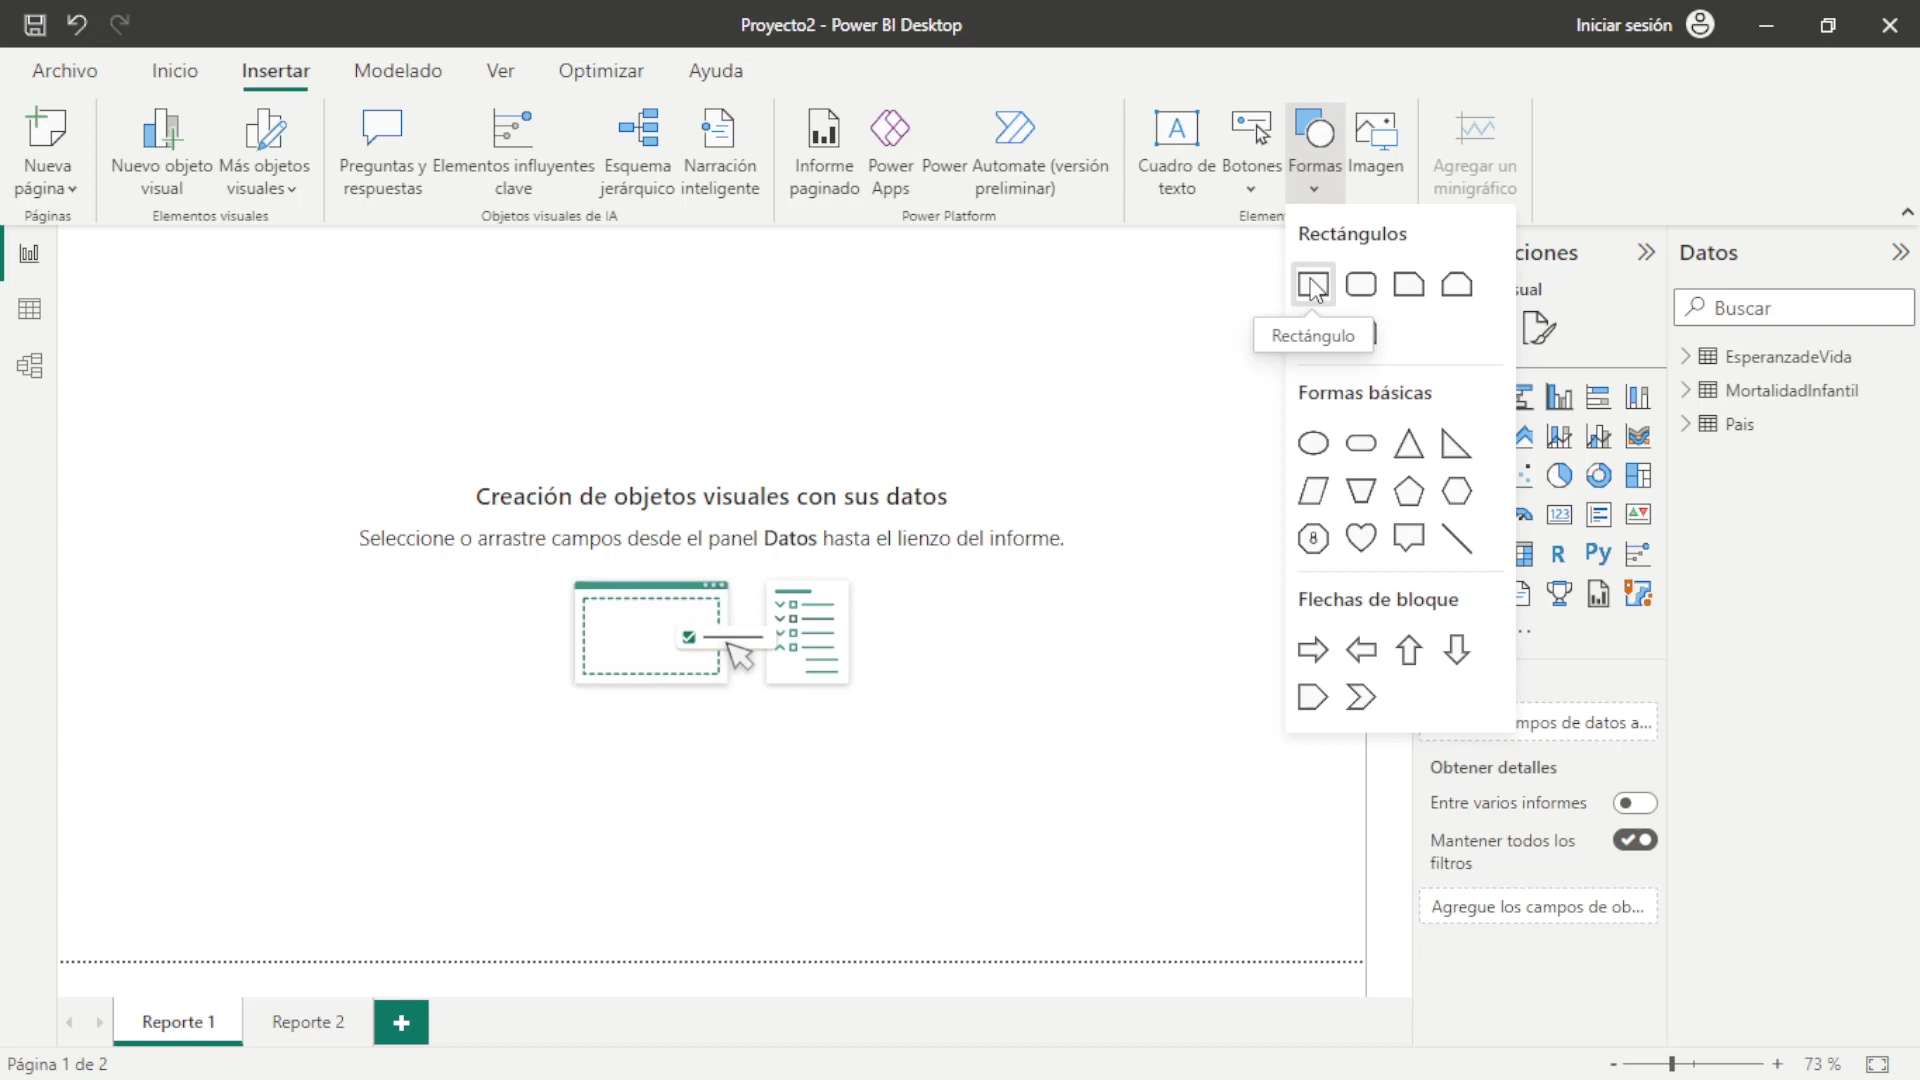 Proyecto2 - Power BI Desktop
Iniciar sesión
Archivo
Inicio
Insertar
Modelado
Ver
Optimizar
Ayuda
Nueva
página
Páginas
Nuevo objeto
visual
Más objetos
visuales
Elementos visuales
Preguntas y
respuestas
Elementos influyentes
clave
Esquema
jerárquico
Narración
inteligente
Objetos visuales de IA
Informe
paginado
Power
Apps
Power Automate (versión
preliminar)
Power Platform
A
Cuadro de
texto
Botones
Formas
Imagen
Elemen
Agregar un
minigráfico
Rectángulos
Rectángulo
Formas básicas
8
Flechas de bloque
ciones
sual
123
R
Py
mpos de datos a...
Obtener detalles
Entre varios informes
Mantener todos los
filtros
Agregue los campos de ob...
Datos
Buscar
EsperanzadeVida
MortalidadInfantil
Pais
Creación de objetos visuales con sus datos
Seleccione o arrastre campos desde el panel Datos hasta el lienzo del informe.
Reporte 1
Reporte 2
+
Página 1 de 2
- + 73 %